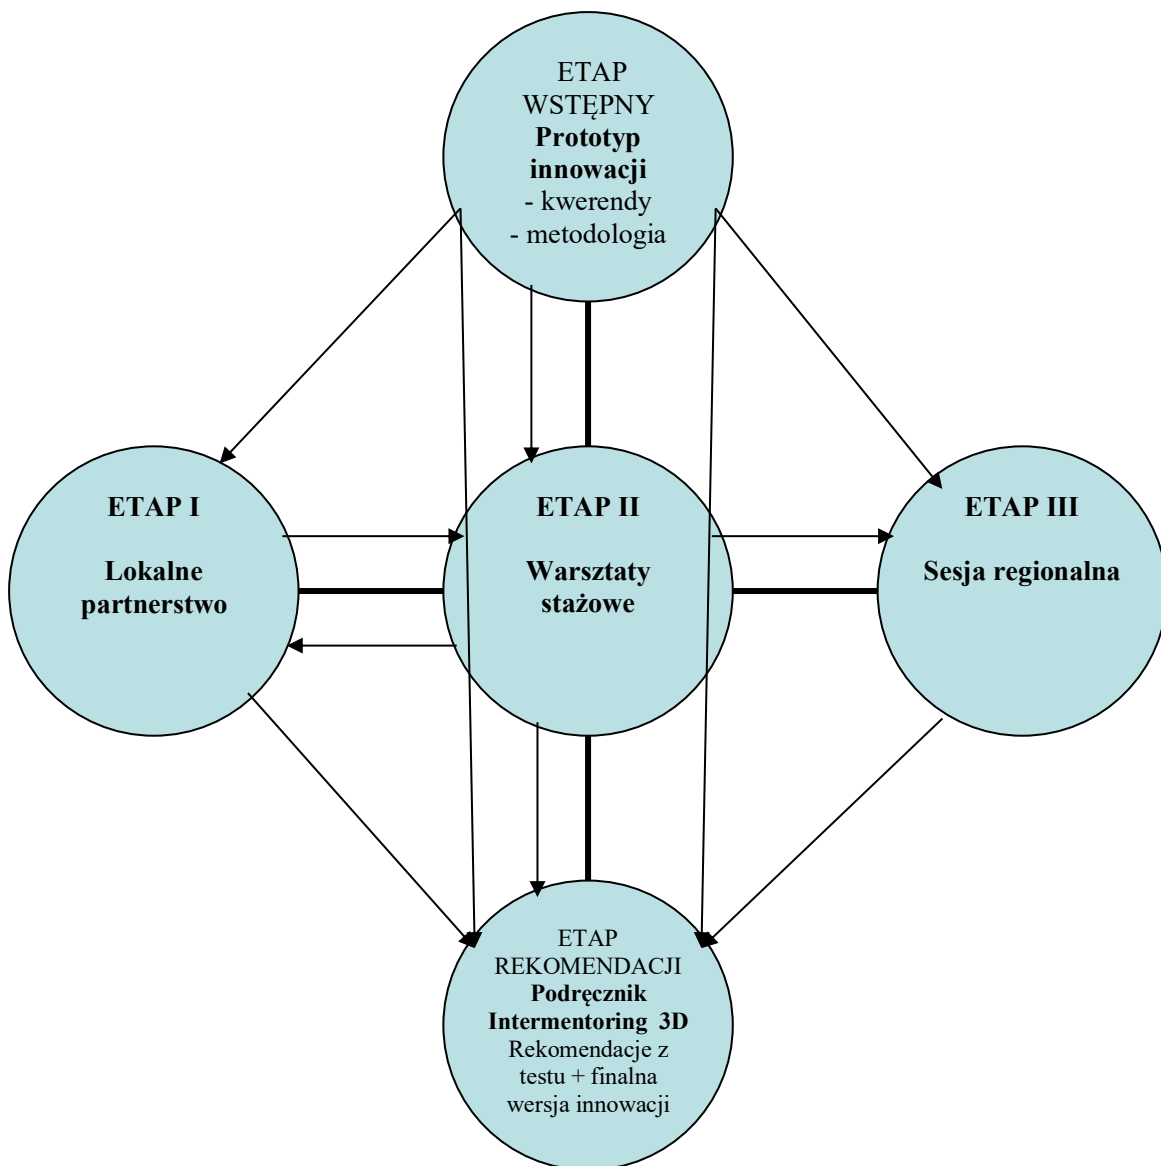 ETAP
WSTĘPNY
Prototyp
innowacji
- kwerendy
- metodologia
ETAP I
Lokalne
partnerstwo
ETAP II
Warsztaty
stażowe
ETAP III
Sesja regionalna
ETAP
REKOMENDACJI
Podręcznik
Intermentoring 3D
Rekomendacje z
testu + finalna
wersja innowacji